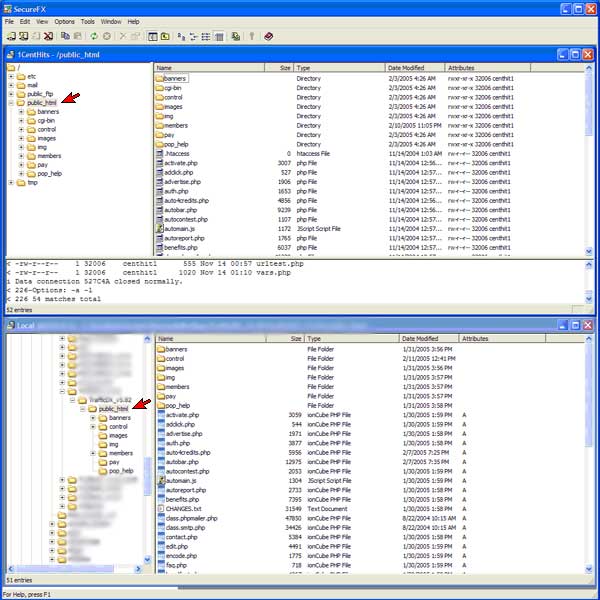 SecureFX
File Edit View Options Tools Window Help
1CentHits - /public_html
/
etc
mail
public_ftp
public_html
banners
cgi-bin
control
images
img
members
pay
pop_help
tmp
Name Size Type Date Modified Attributes
banners Directory 2/3/2005 4:26 AM rwxr-xr-x 32006 centhit1
cgi-bin Directory 2/3/2005 4:26 AM rwxr-xr-x 32006 centhit1
control Directory 2/3/2005 4:26 AM rwxr-xr-x 32006 centhit1
images Directory 2/3/2005 4:26 AM rwxr-xr-x 32006 centhit1
img Directory 2/3/2005 4:26 AM rwxr-xr-x 32006 centhit1
members Directory 2/10/2005 11:05 PM rwxr-xr-x 32006 centhit1
pay Directory 2/3/2005 4:26 AM rwxr-xr-x 32006 centhit1
pop_help Directory 2/3/2005 4:26 AM rwxr-xr-x 32006 centhit1
.htaccess 0 htaccess File 11/14/2004 1:03 AM rw-r--r-- 32006 centhit1
activate.php 3007 php File 11/14/2004 12:56... rw-r--r-- 32006 centhit1
addclck.php 527 php File 11/14/2004 12:57... rw-r--r-- 32006 centhit1
advertise.php 1906 php File 11/14/2004 12:57... rw-r--r-- 32006 centhit1
auth.php 1653 php File 11/14/2004 12:57... rw-r--r-- 32006 centhit1
auto4credits.php 4856 php File 11/14/2004 12:56... rw-r--r-- 32006 centhit1
autobar.php 9239 php File 11/14/2004 12:57... rw-r--r-- 32006 centhit1
autocontest.php 1107 php File 11/14/2004 12:57... rw-r--r-- 32006 centhit1
automain.js 1172 JScript Script File 11/14/2004 12:57... rw-r--r-- 32006 centhit1
autoreport.php 1765 php File 11/14/2004 12:57... rw-r--r-- 32006 centhit1
benefits.php 6037 php File 11/14/2004 12:57... rw-r--r-- 32006 centhit1
< -rw-r--r-- 1 32006 centhit1 555 Nov 14 00:57 urltest.php
< -rw-r--r-- 1 32006 centhit1 1020 Nov 14 01:10 vars.php
i Data connection 527C4A closed normally.
< 226-Options: -a -l
< 226 54 matches total
52 entries
Local
TrafficDX_v5.82
public_html
banners
control
images
img
members
pay
pop_help
Name Size Type Date Modified Attributes
banners File Folder 1/31/2005 3:56 PM
control File Folder 2/11/2005 12:41 PM
images File Folder 1/31/2005 3:56 PM
img File Folder 1/31/2005 3:57 PM
members File Folder 1/31/2005 3:57 PM
pay File Folder 1/31/2005 3:57 PM
pop_help File Folder 1/31/2005 3:58 PM
activate.php 3059 ionCube PHP File 1/30/2005 1:59 PM A
addclck.php 544 ionCube PHP File 1/30/2005 1:59 PM A
advertise.php 1971 ionCube PHP File 1/30/2005 1:58 PM A
auth.php 3877 ionCube PHP File 1/30/2005 1:58 PM A
auto4credits.php 5956 ionCube PHP File 2/7/2005 7:25 PM A
autobar.php 12975 ionCube PHP File 2/7/2005 7:35 PM A
autocontest.php 2053 ionCube PHP File 1/30/2005 1:59 PM A
automain.js 1304 JScript Script File 1/30/2005 1:59 PM A
autoreport.php 2733 ionCube PHP File 1/30/2005 1:58 PM A
benefits.php 7395 ionCube PHP File 1/30/2005 1:58 PM A
CHANGES.txt 31549 Text Document 1/30/2005 1:59 PM A
class.phpmailer.php 47850 ionCube PHP File 8/22/2004 10:15 AM A
class.smtp.php 34426 ionCube PHP File 8/22/2004 10:15 AM A
contact.php 5384 ionCube PHP File 1/30/2005 1:58 PM A
edit.php 4491 ionCube PHP File 1/30/2005 1:59 PM A
encode.php 1775 ionCube PHP File 1/30/2005 1:58 PM A
faq.php 718 ionCube PHP File 1/30/2005 1:58 PM A
51 entries
For Help, press F1